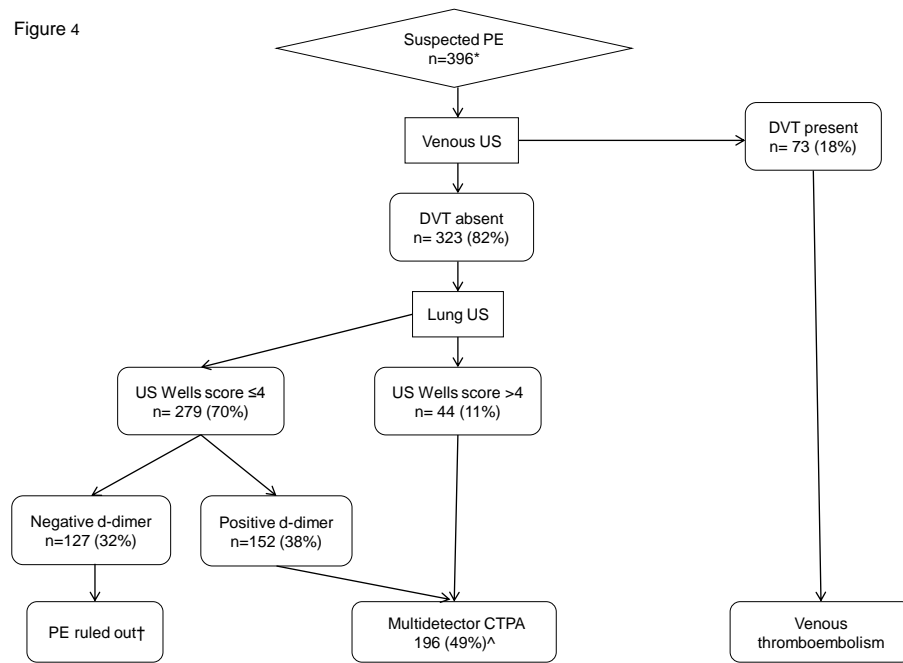 Figure 4
Suspected PE
n=396*
Venous US
DVT present
n= 73 (18%)
DVT absent
n= 323 (82%)
Lung US
US Wells score ≤4
n= 279 (70%)
US Wells score >4
n= 44 (11%)
Negative d-dimer
n=127 (32%)
Positive d-dimer
n=152 (38%)
PE ruled out†
Multidetector CTPA
196 (49%)^
Venous
thromboembolism